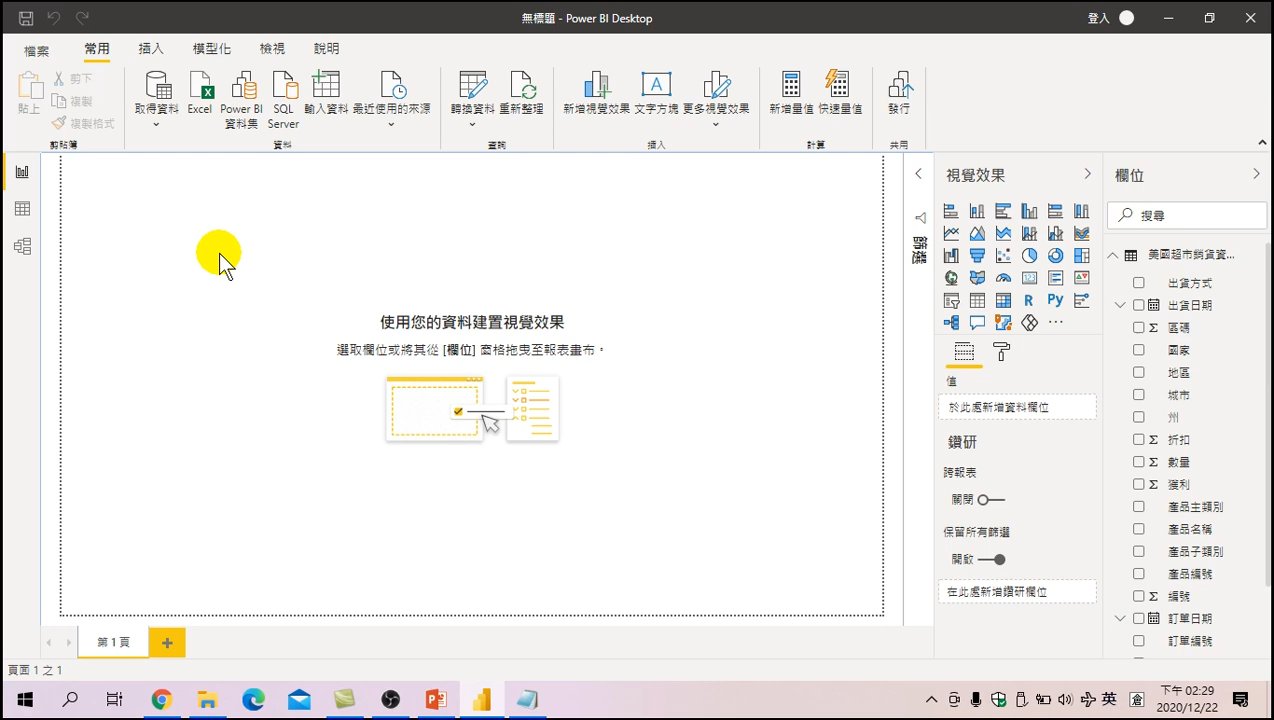 無標題 - Power BI Desktop
登入
檔案
常用
插入
模型化
檢視
說明
貼上
剪下
複製
複製格式
剪貼簿
取得資料
Excel
Power BI
資料集
SQL
Server
輸入資料
最近使用的來源
資料
轉換資料
重新整理
查詢
新增視覺效果
A
文字方塊
更多視覺效果
插入
新增量值
快速量值
計算
發行
共用
使用您的資料建置視覺效果
選取欄位或將其從 [欄位] 窗格拖曳至報表畫布。
篩選
視覺效果
R
Py
123
值
於此處新增資料欄位
鑽研
跨報表
關閉
保留所有篩選
開啟
在此處新增鑽研欄位
欄位
搜尋
美國超市銷貨資...
出貨方式
出貨日期
Σ 區碼
國家
地區
城市
州
Σ 折扣
Σ 數量
Σ 獲利
產品主類別
產品名稱
產品子類別
產品編號
Σ 編號
訂單日期
訂單編號
第 1 頁
頁面 1 之 1
英
倉
下午 02:29
2020/12/22